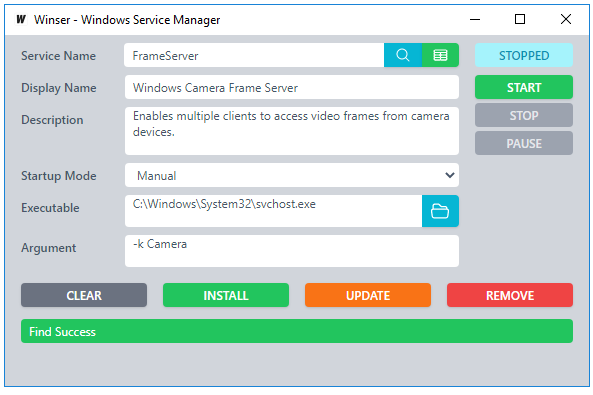 W Winser - Windows Service Manager
Service Name FrameServer STOPPED
Display Name Windows Camera Frame Server START
Description Enables multiple clients to access video frames from camera STOP
devices.
PAUSE
Startup Mode Manual
Executable C:\Windows\System32\svchost.exe
Argument -k Camera
CLEAR INSTALL UPDATE REMOVE
Find Success